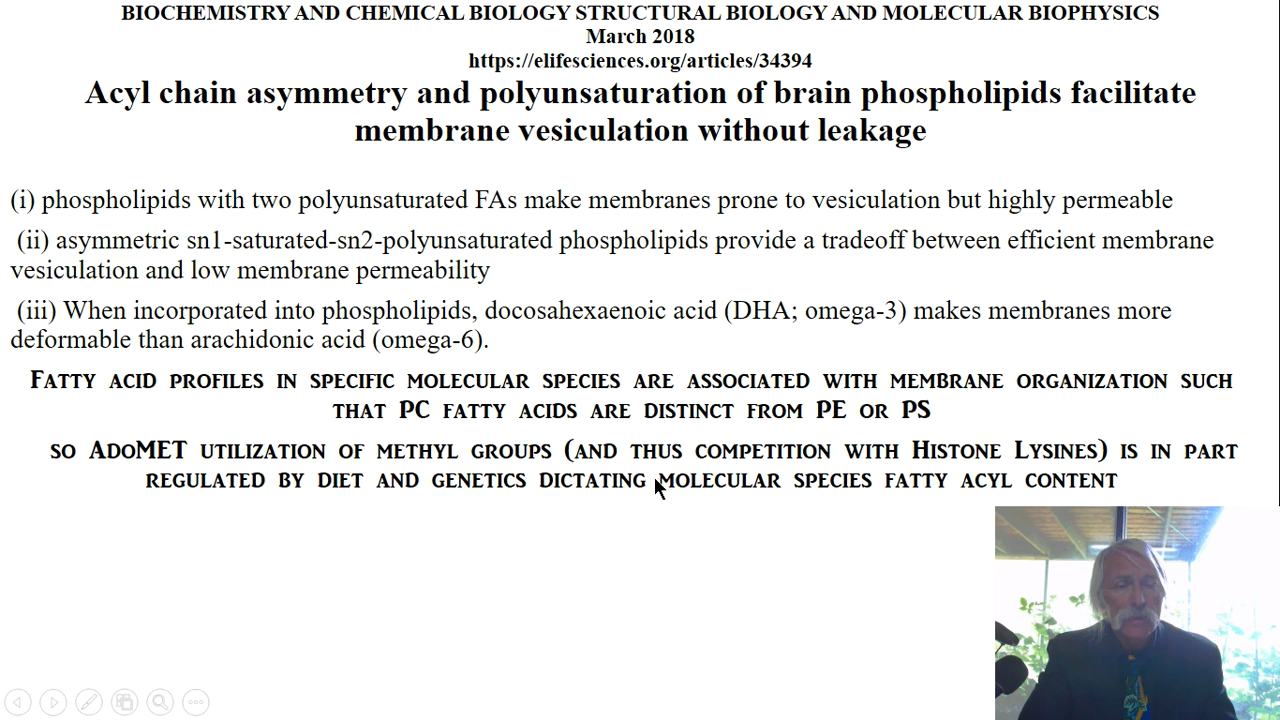 BIOCHEMISTRY AND CHEMICAL BIOLOGY STRUCTURAL BIOLOGY AND MOLECULAR BIOPHYSICS
March 2018
https://elifesciences.org/articles/34394
Acyl chain asymmetry and polyunsaturation of brain phospholipids facilitate
membrane vesiculation without leakage
(i) phospholipids with two polyunsaturated FAs make membranes prone to vesiculation but highly permeable
(ii) asymmetric sn1-saturated-sn2-polyunsaturated phospholipids provide a tradeoff between efficient membrane
vesiculation and low membrane permeability
(iii) When incorporated into phospholipids, docosahexaenoic acid (DHA; omega-3) makes membranes more
deformable than arachidonic acid (omega-6).
Fatty acid profiles in specific molecular species are associated with membrane organization such
that PC fatty acids are distinct from PE or PS
so AdoMET utilization of methyl groups (and thus competition with Histone Lysines) is in part
regulated by diet and genetics dictating molecular species fatty acyl content